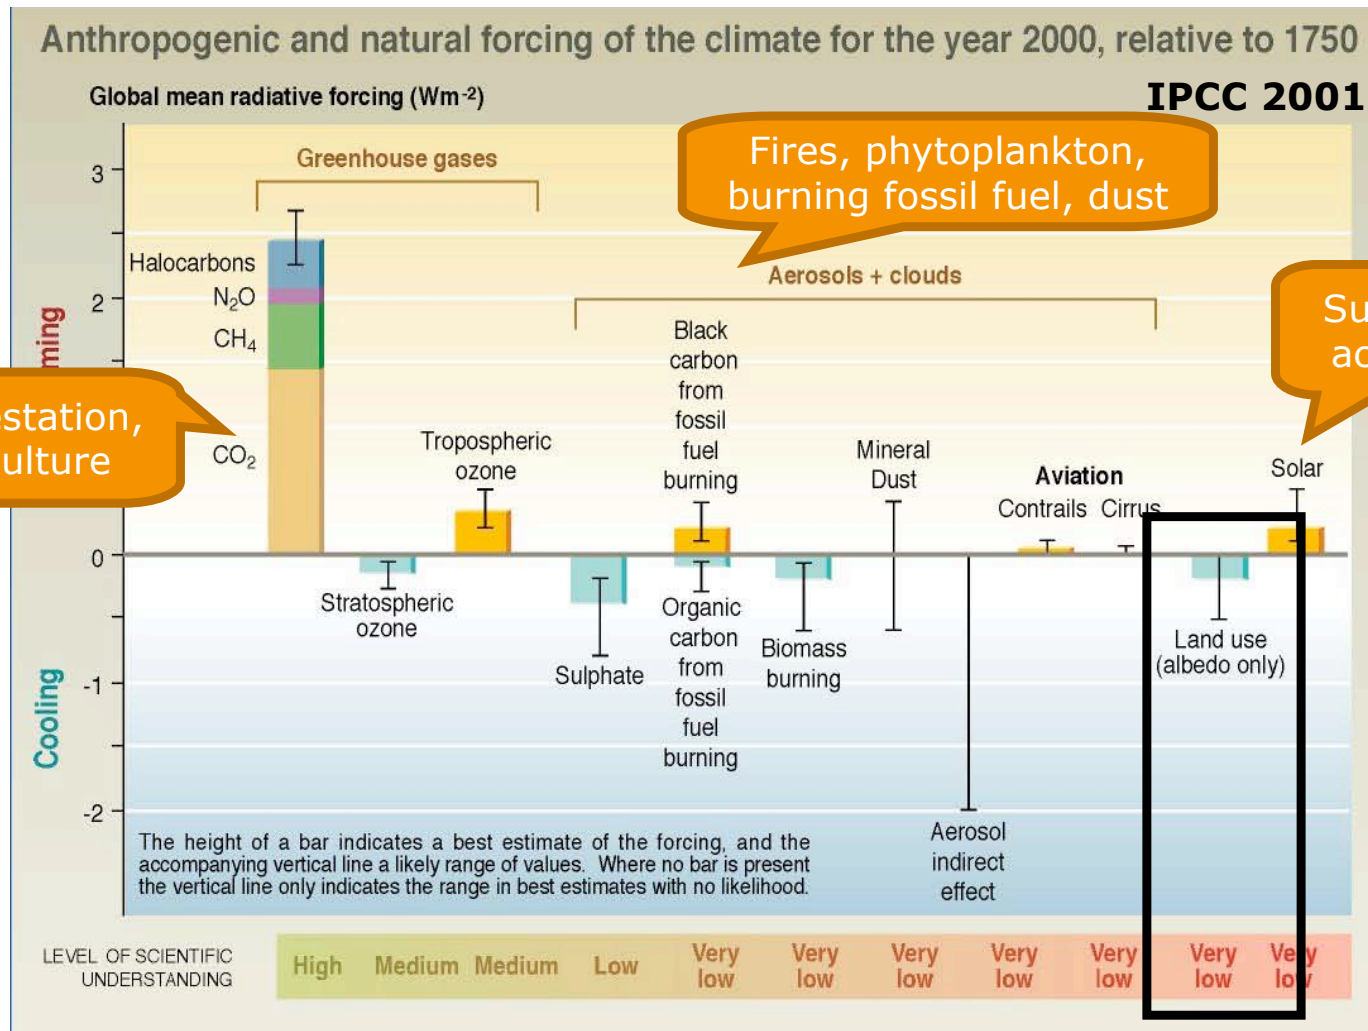 Anthropogenic and natural forcing of the climate for the year 2000, relative to 1750
Global mean radiative forcing (Wm-2)
IPCC 2001
Fires, phytoplankton,
burning fossil fuel, dust
Greenhouse gases
Aerosols + clouds
3
2
0
-1
-2
Cooling
Halocarbons
N₂O
CH₄
CO₂
Stratospheric
ozone
Tropospheric
ozone
Sulphate
Black
carbon
from
fossil
fuel
burning
Organic
carbon
from
fossil
fuel
burning
Biomass
burning
Mineral
Dust
Aerosol
indirect
effect
Aviation
Contrails Cirrus
Land use
(albedo only)
Solar
The height of a bar indicates a best estimate of the forcing, and the
accompanying vertical line a likely range of values. Where no bar is present
the vertical line only indicates the range in best estimates with no likelihood.
LEVEL OF SCIENTIFIC
UNDERSTANDING
High
Medium
Medium
Low
Very
low
Very
low
Very
low
Very
low
Very
low
Very
low
Very
low